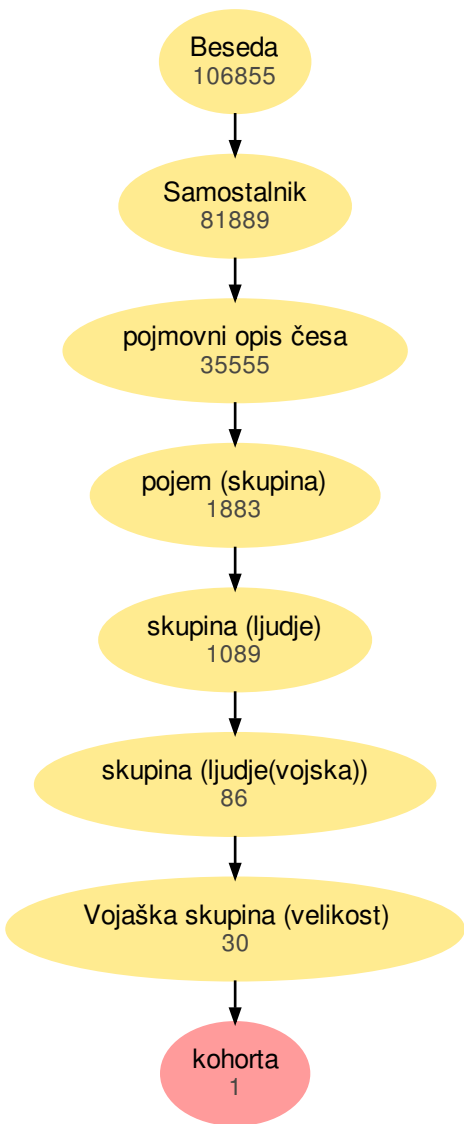 Beseda
106855
Samostalnik
81889
pojmovni opis česa
35555
pojem (skupina)
1883
skupina (ljudje)
1089
skupina (ljudje(vojska))
86
Vojaška skupina (velikost)
30
kohorta
1